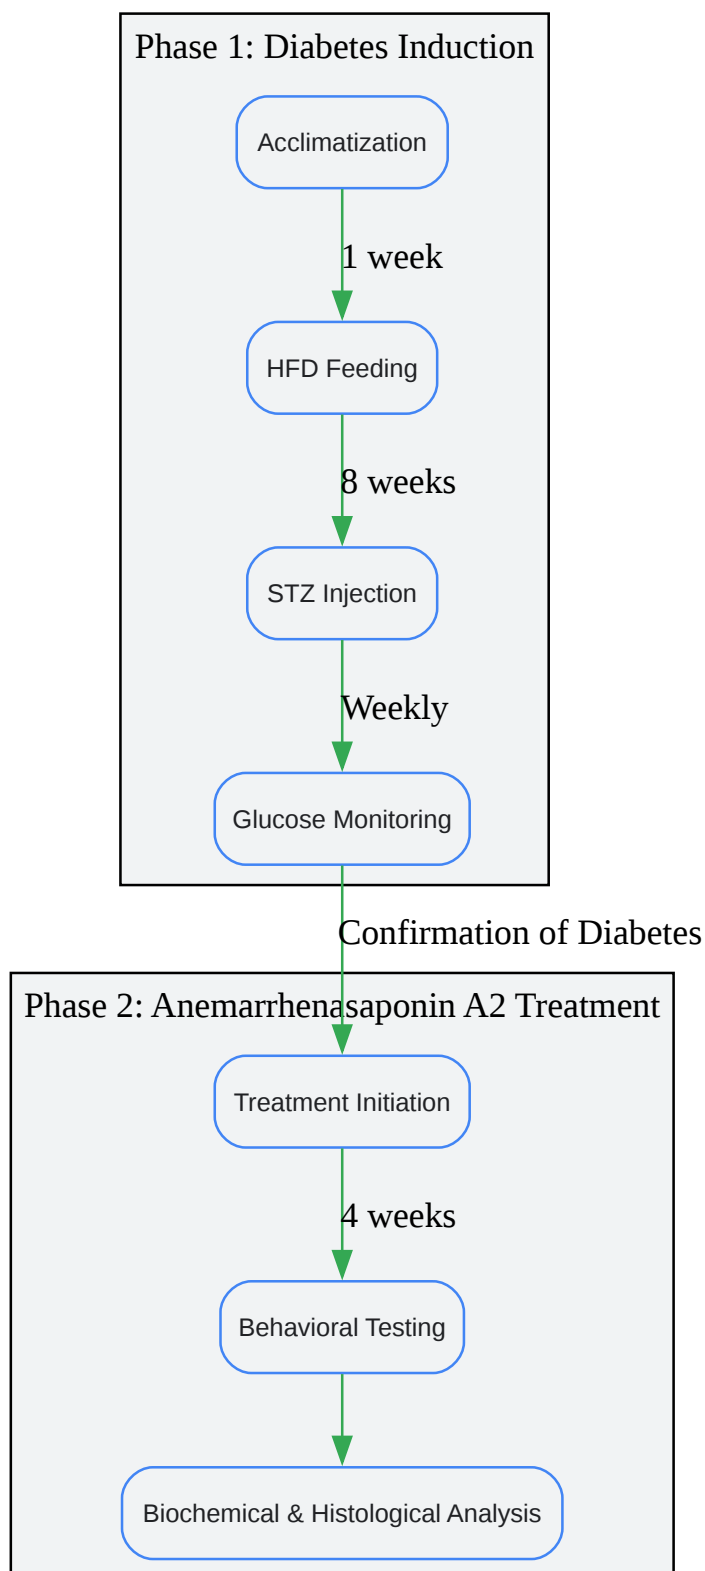 Phase 1: Diabetes Induction
Acclimatization
1 week
HFD Feeding
8 weeks
STZ Injection
Weekly
Glucose Monitoring
Confirmation of Diabetes
Phase 2: Anemarrhenasaponin A2 Treatment
Treatment Initiation
4 weeks
Behavioral Testing
Biochemical & Histological Analysis